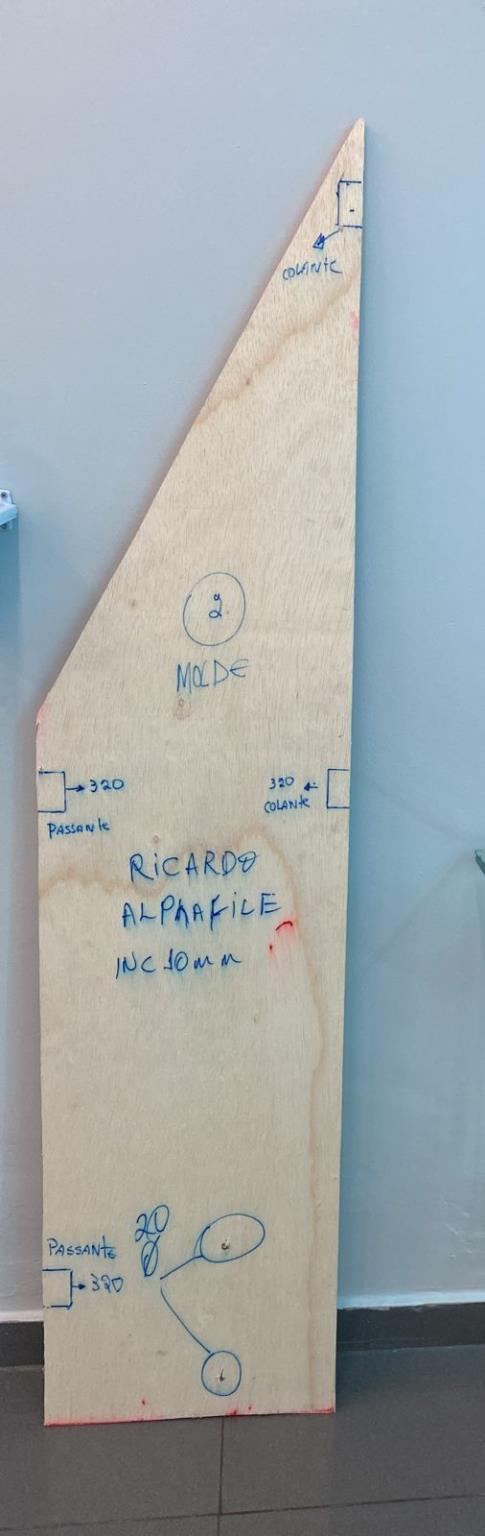 COLANTE
2
MOLDE
320
PASSANTE
320
COLANTE
RICARDO
ALPHAFILE
INC 10mm
PASSANTE
320
20
Ø